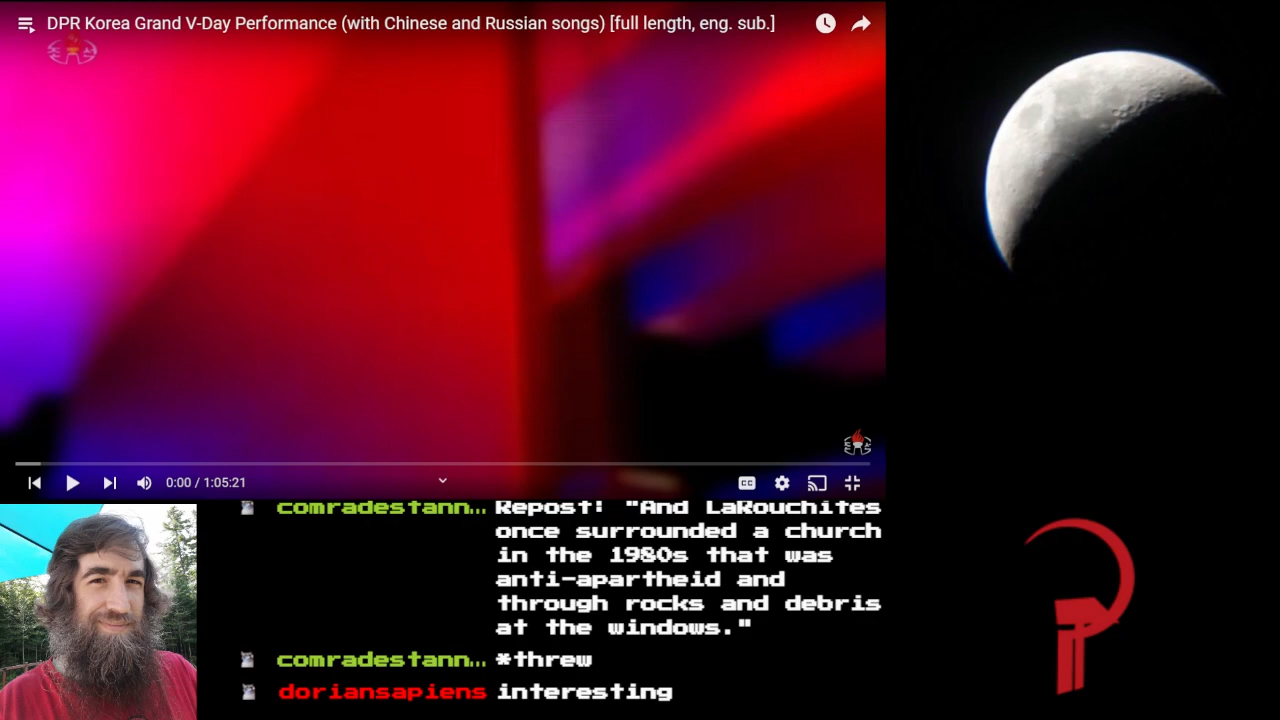 DPR Korea Grand V-Day Performance (with Chinese and Russian songs) [full length, eng. sub.]
0:00 / 1:05:21
CC
comradestann… Repost: "And LaRouchites
once surrounded a church
in the 1980s that was
anti-apartheid and
through rocks and debris
at the windows."
comradestann… *threw
doriansapiens interesting